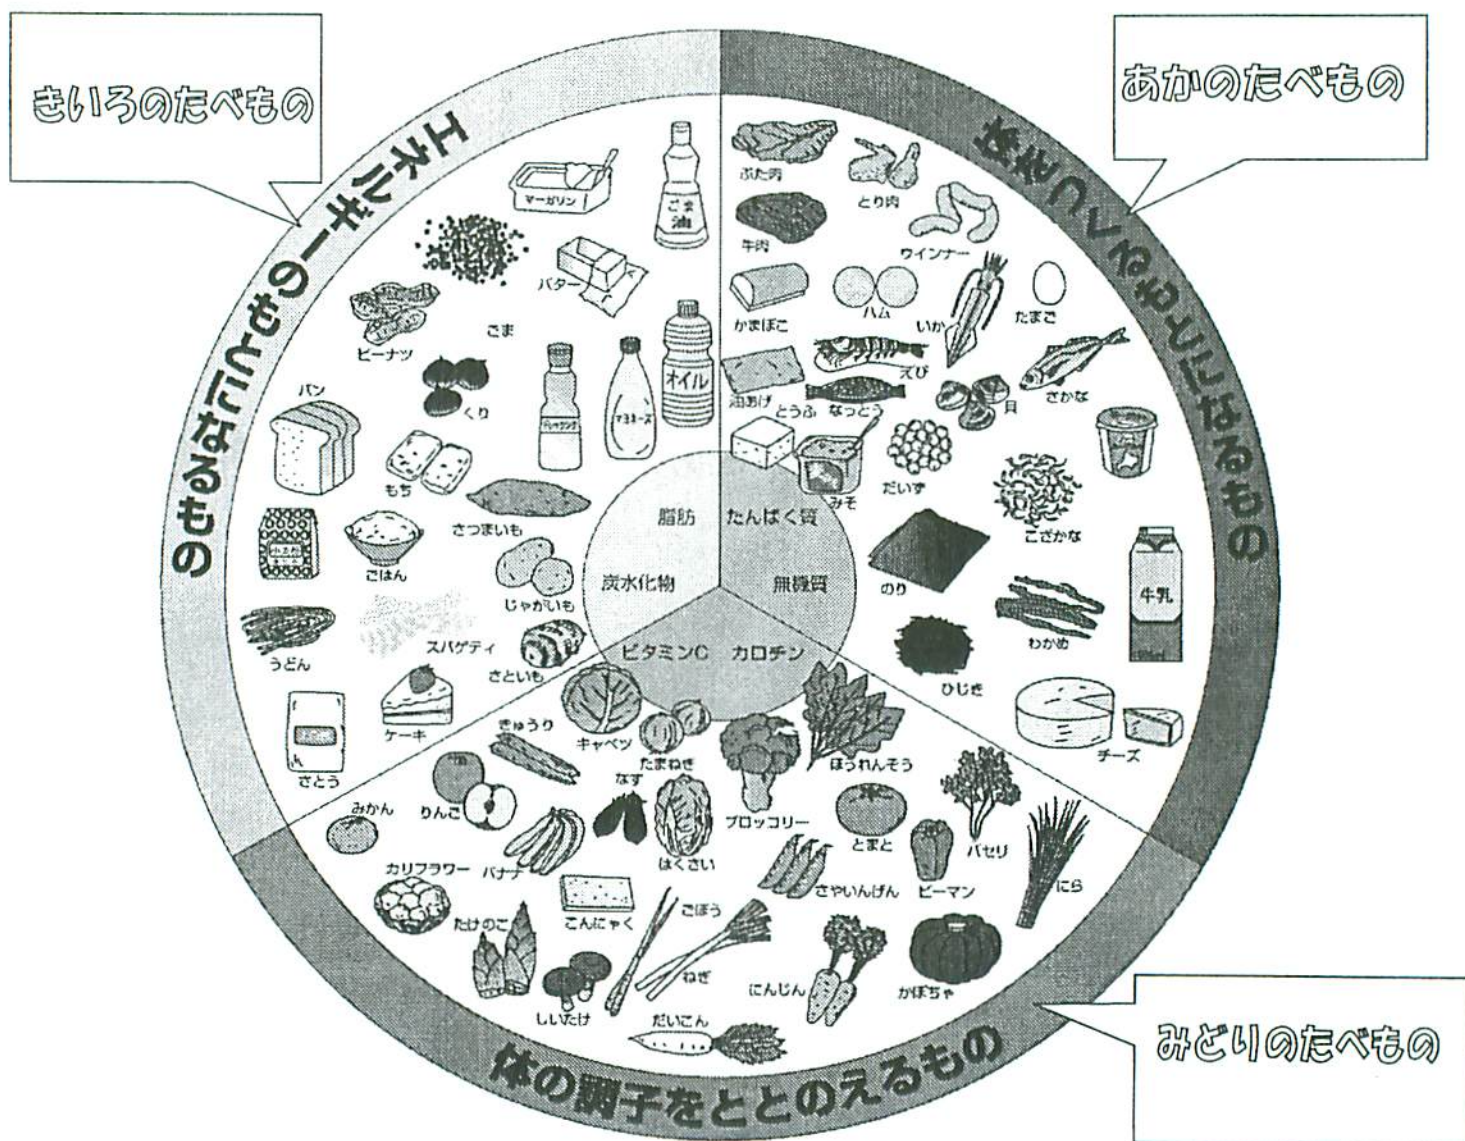 きいろのたべもの
あかのたべもの
みどりのたべもの
エネルギーのもとになるもの
体をつくるもとになるもの
体の調子をととのえるもの
マーガリン
ごま
油
バター
ごま
ピーナツ
くり
オイル
マヨネーズ
パン
もち
さつまいも
ごはん
じゃがいも
うどん
スパゲティ
さといも
ケーキ
さとう
脂肪
炭水化物
たんぱく質
無機質
ビタミンC
カロチン
ぶた肉
とり肉
牛肉
ウインナー
かまぼこ
ハム
いか
たまご
えび
さかな
油あげ
とうふ
なっとう
貝
みそ
だいず
こざかな
のり
わかめ
牛乳
ひじき
チーズ
きゅうり
キャベツ
たまねぎ
ほうれんそう
なす
みかん
りんご
ブロッコリー
とまと
パセリ
カリフラワー
バナナ
はくさい
さやいんげん
ピーマン
にら
たけのこ
こんにゃく
ごぼう
ねぎ
にんじん
かぼちゃ
しいたけ
だいこん